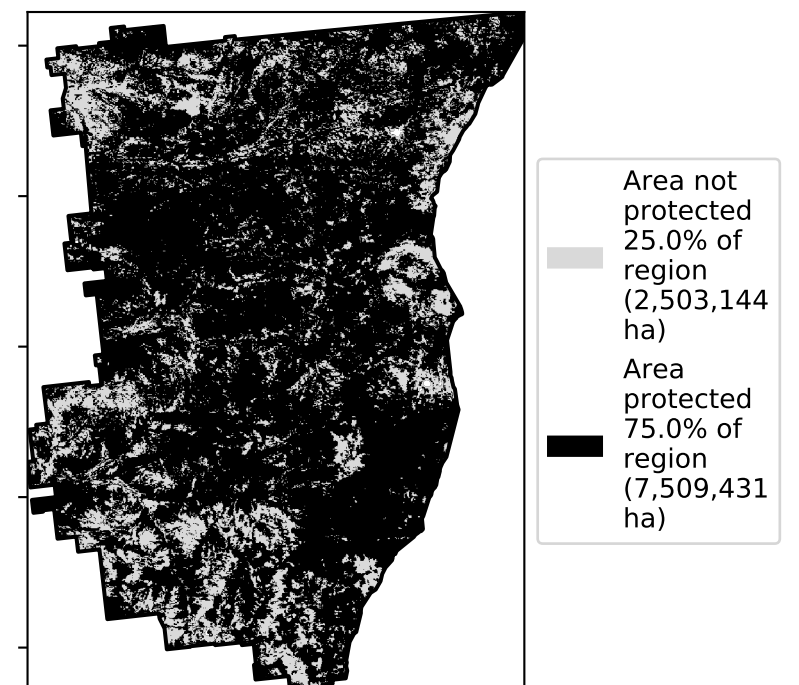 Area not
protected
25.0% of
region
(2,503,144
ha)
Area
protected
75.0% of
region
(7,509,431
ha)